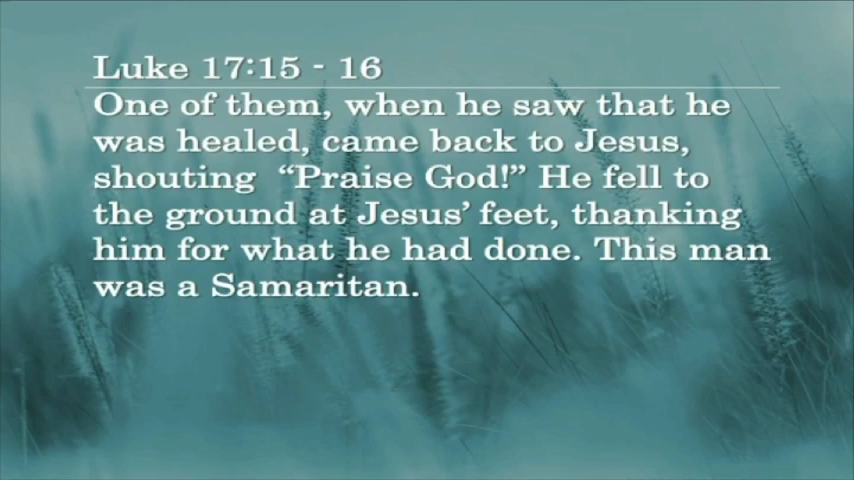 Luke 17:15 - 16
One of them, when he saw that he
was healed, came back to Jesus,
shouting  “Praise God!” He fell to
the ground at Jesus’ feet, thanking
him for what he had done. This man
was a Samaritan.